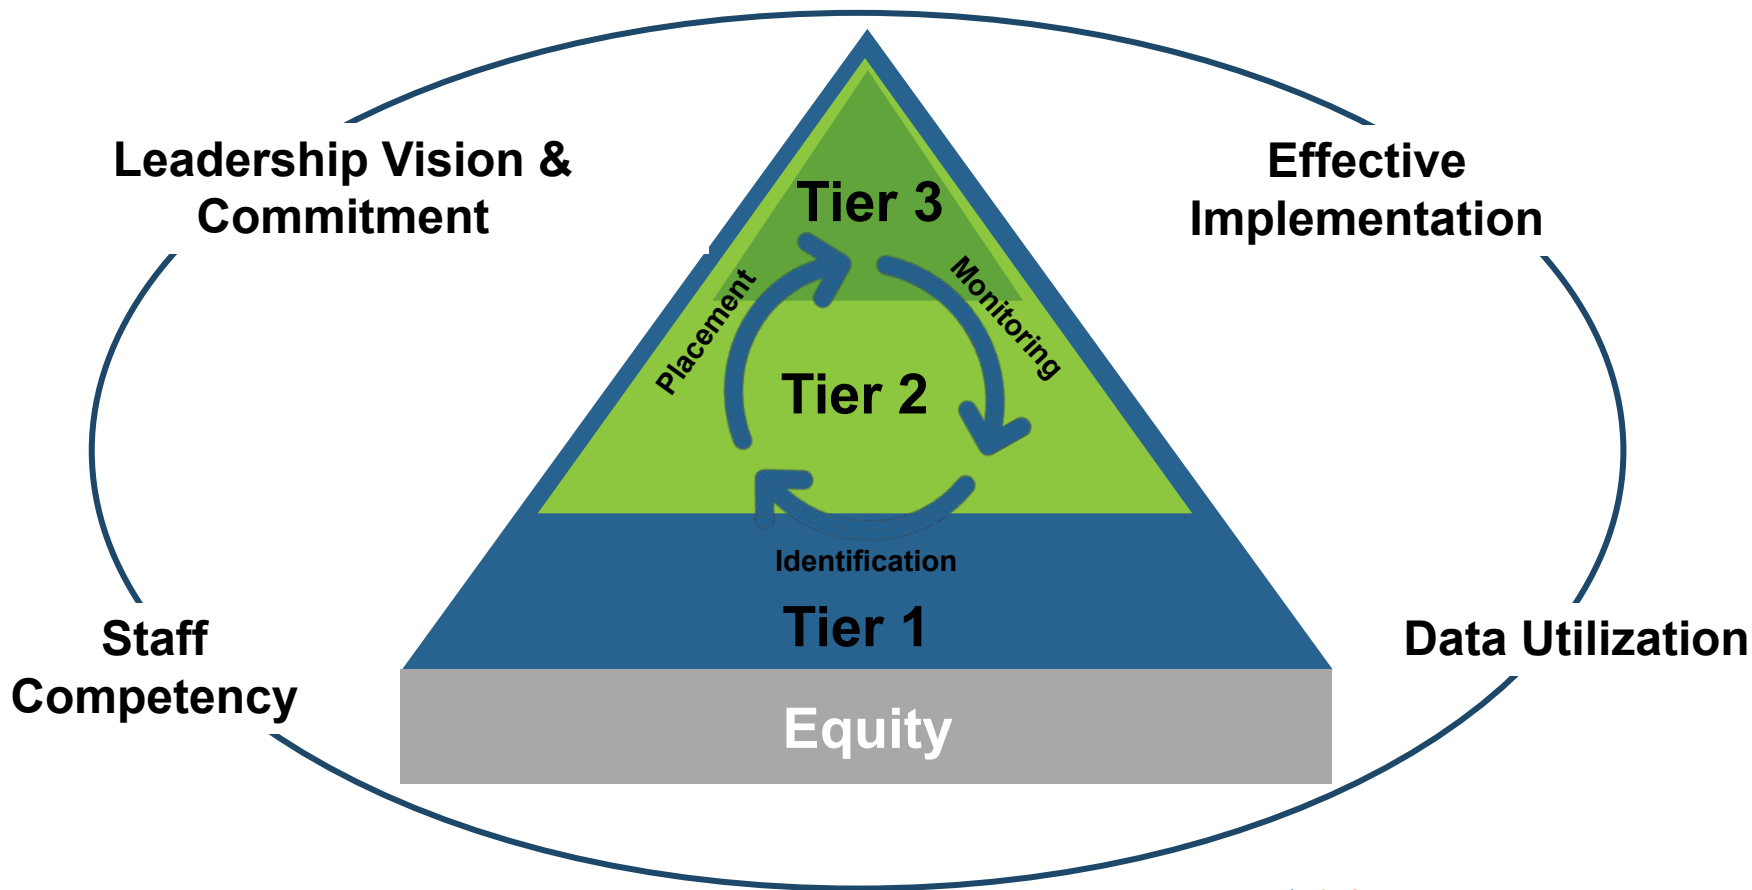 Leadership Vision &
Commitment
Effective
Implementation
Tier 3
Placement
Monitoring
Tier 2
Identification
Tier 1
Staff
Competency
Data Utilization
Equity